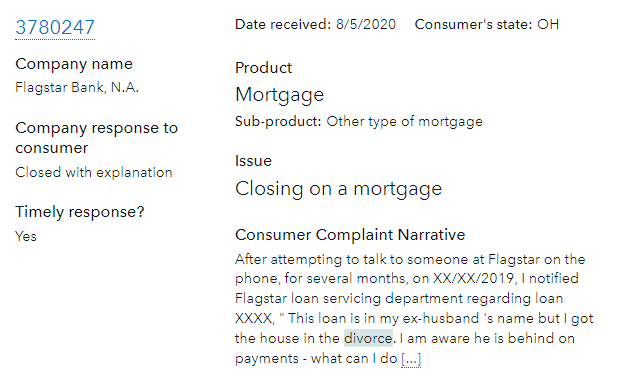 3780247
Company name
Flagstar Bank, N.A.
Company response to
consumer
Closed with explanation
Timely response?
Yes
Date received: 8/5/2020 Consumer's state: OH
Product
Mortgage
Sub-product: Other type of mortgage
Issue
Closing on a mortgage
Consumer Complaint Narrative
After attempting to talk to someone at Flagstar on the
phone, for several months, on XX/XX/2019, I notified
Flagstar loan servicing department regarding loan
XXXX, " This loan is in my ex-husband 's name but I got
the house in the divorce. I am aware he is behind on
payments - what can I do [...]